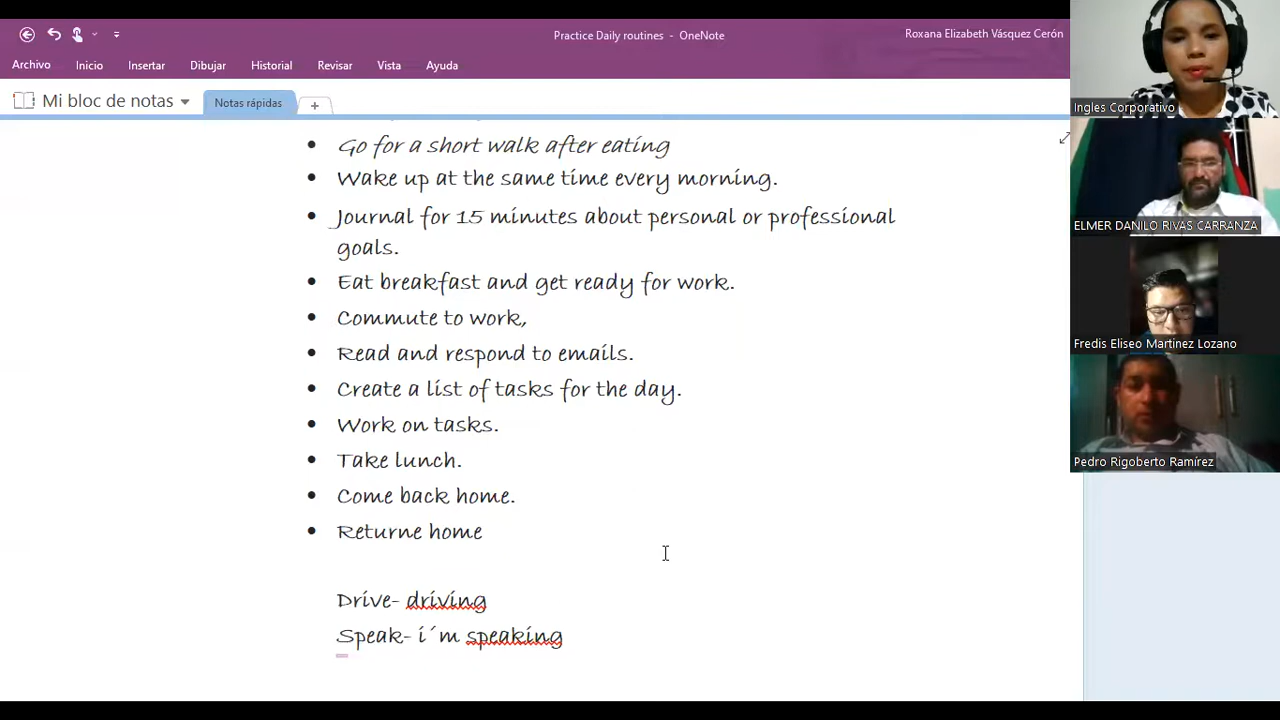 Practice Daily routines - OneNote
Roxana Elizabeth Vásquez Cerón
Archivo Inicio Insertar Dibujar Historial Revisar Vista Ayuda
Mi bloc de notas
Notas rápidas
+
• Go for a short walk after eating
• Wake up at the same time every morning.
• Journal for 15 minutes about personal or professional
goals.
• Eat breakfast and get ready for work.
• Commute to work,
• Read and respond to emails.
• Create a list of tasks for the day.
• Work on tasks.
• Take lunch.
• Come back home.
• Returne home
Drive- driving
Speak- i´m speaking
Ingles Corporativo
ELMER DANILO RIVAS CARRANZA
Fredis Eliseo Martinez Lozano
Pedro Rigoberto Ramírez